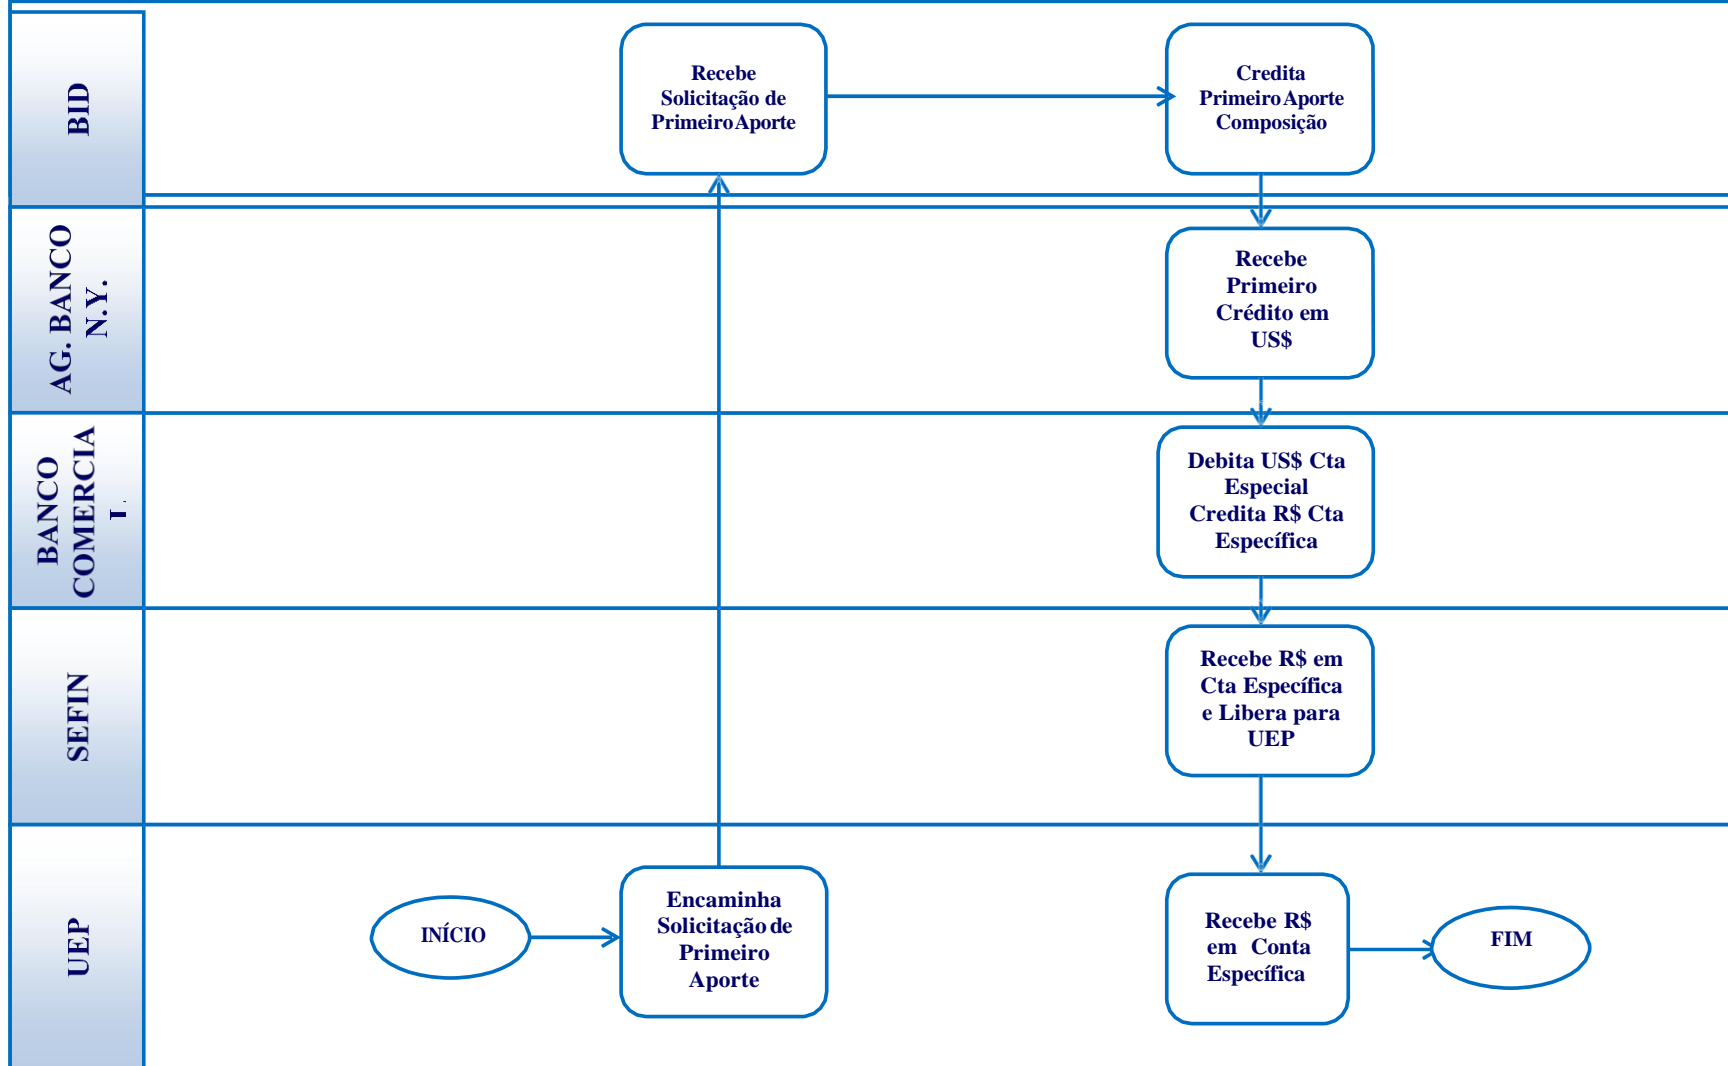 BID
Recebe
Solicitação de
Primeiro Aporte
Credita
Primeiro Aporte
Composição
AG. BANCO
N.Y.
Recebe
Primeiro
Crédito em
US$
BANCO
COMERCIA
L
Debita US$ Cta
Especial
Credita R$ Cta
Específica
SEFIN
Recebe R$ em
Cta Específica
e Libera para
UEP
UEP
INÍCIO
Encaminha
Solicitação de
Primeiro
Aporte
Recebe R$
em Conta
Específica
FIM